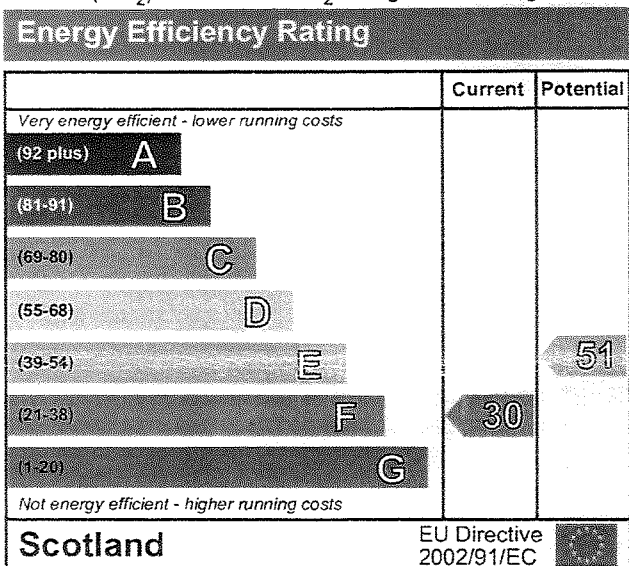 Energy Efficiency Rating
Current Potential
Very energy efficient - lower running costs
(92 plus) A
(81-91) B
(69-80) C
(55-68) D
(39-54) E 51
(21-38) F 30
(1-20) G
Not energy efficient - higher running costs
Scotland EU Directive
2002/91/EC